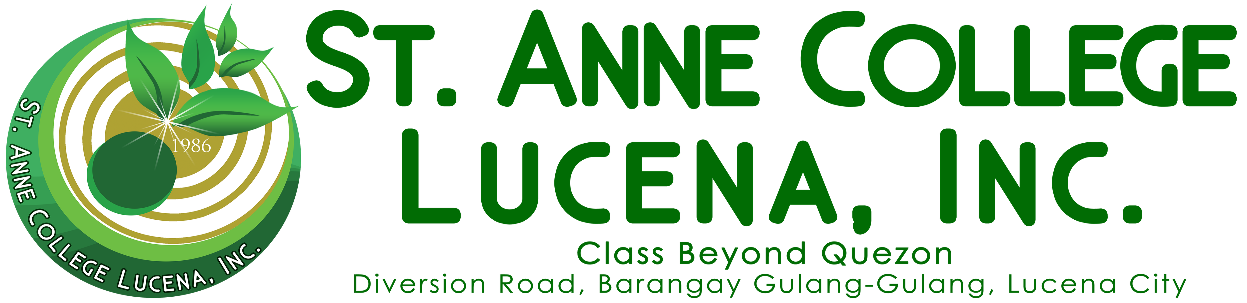 ST. ANNE COLLEGE
LUCENA, INC.
Class Beyond Quezon
Diversion Road, Barangay Gulang-Gulang, Lucena City
1986
ST. ANNE COLLEGE LUCENA, INC.